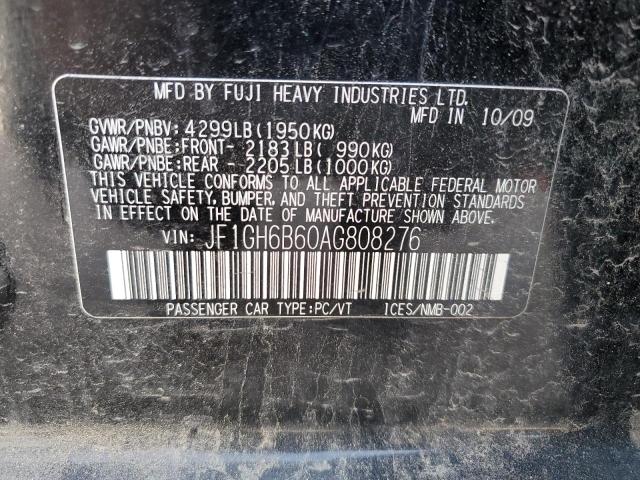 MFD BY FUJI HEAVY INDUSTRIES LTD.
MFD IN 10/09
GVWR/PNBV: 4299LB(1950KG)
GAWR/PNBE:FRONT- 2183LB( 990KG)
GAWR/PNBE:REAR - 2205LB(1000KG)
THIS VEHICLE CONFORMS TO ALL APPLICABLE FEDERAL MOTOR
VEHICLE SAFETY, BUMPER, AND THEFT PREVENTION STANDARDS
IN EFFECT ON THE DATE OF MANUFACTURE SHOWN ABOVE.
VIN: JF1GH6B60AG808276
PASSENGER CAR TYPE:PC/VT 1CES/NMB-002